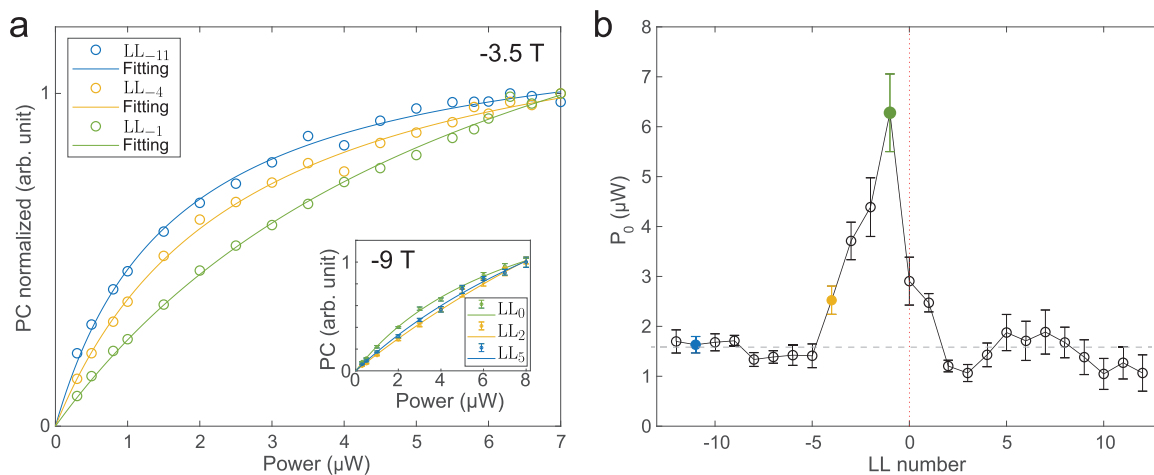 a
PC normalized (arb. unit)
1
0
LL₋₁₁
Fitting
LL₋₄
Fitting
LL₋₁
Fitting
-3.5 T
0 1 2 3 4 5 6 7
Power (µW)
-9 T
PC (arb. unit)
1
0
LL₀
LL₂
LL₅
0 2 4 6 8
Power (µW)
b
P₀ (µW)
8
7
6
5
4
3
2
1
0
-10 -5 0 5 10
LL number